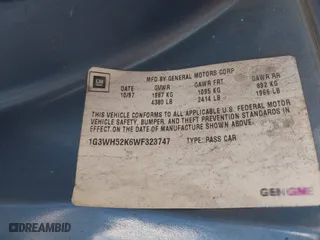 GM
MFD BY GENERAL MOTORS CORP
DATE GVWR GAWR FRT GAWR RR
10/97 1987 KG 1095 KG 892 KG
4380 LB 2414 LB 1966 LB
THIS VEHICLE CONFORMS TO ALL APPLICABLE U.S. FEDERAL MOTOR
VEHICLE SAFETY, BUMPER, AND THEFT PREVENTION STANDARDS IN
EFFECT ON THE DATE OF MANUFACTURE SHOWN ABOVE.
1G3WH52K6WF323747 TYPE: PASS CAR
GENGME
DREAMBID